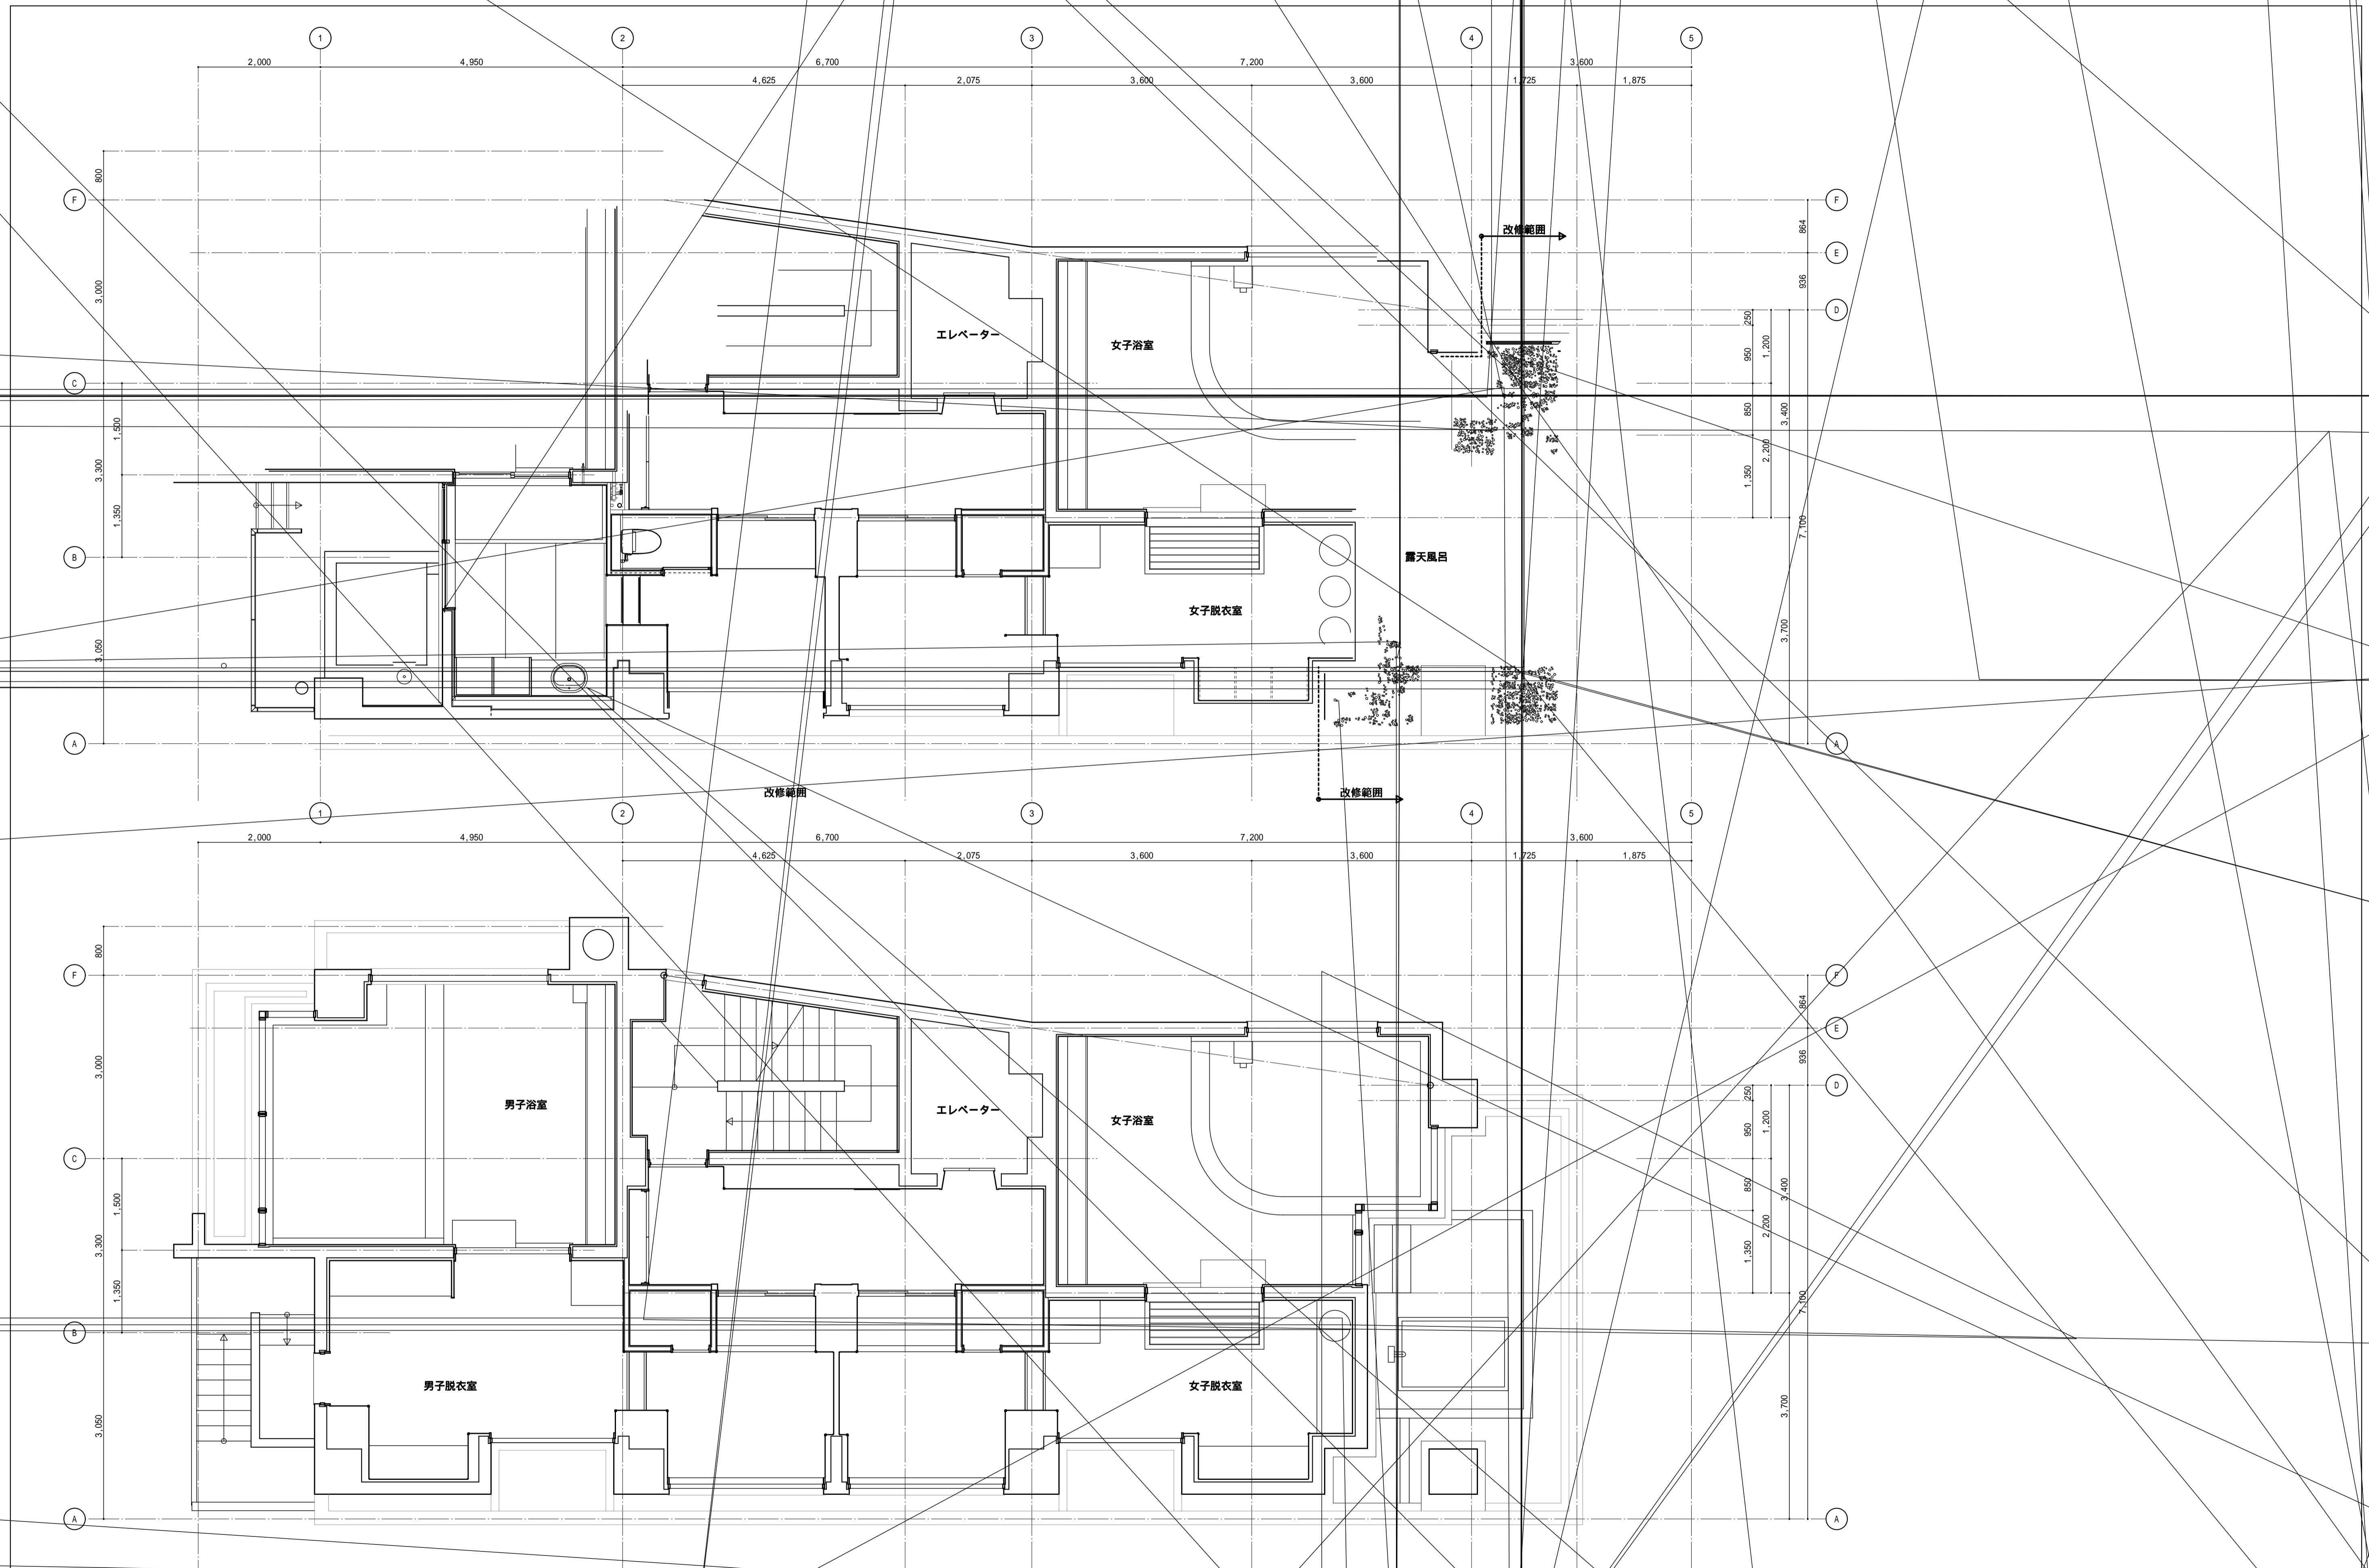 1 2 3 4 5
2,000 4,950 6,700 7,200 3,600
4,625 2,075 3,600 3,600 1,725 1,875
800
F F
864
改修範囲
E
936
3,000
D
250
エレベーター 女子浴室
950 1,200
C
850 3,400
1,500
2,200
3,300
1,350
1,350
7,100
B
露天風呂
女子脱衣室
3,700
3,050
A A
改修範囲 改修範囲
1 2 3 4 5
2,000 4,950 6,700 7,200 3,600
4,625 2,075 3,600 3,600 1,725 1,875
800
F F
864
E
936
3,000
D
250
男子浴室 エレベーター 女子浴室
950 1,200
C
850 3,400
1,500
2,200
3,300
1,350
1,350
7,100
B
男子脱衣室 女子脱衣室
3,700
3,050
A A